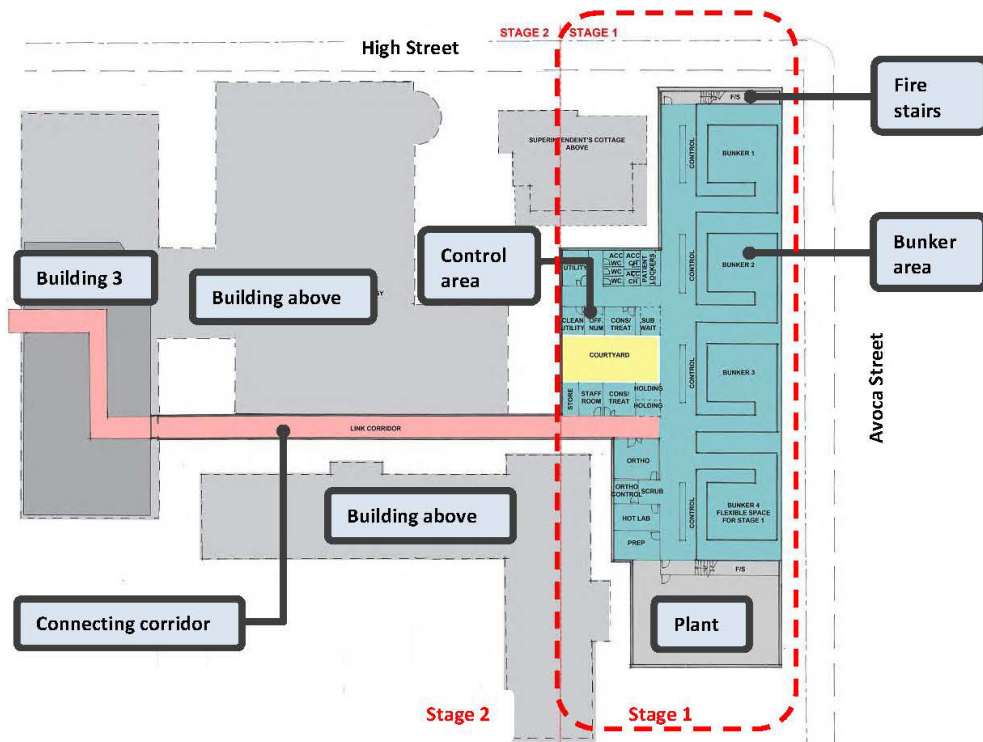 STAGE 2
STAGE 1
High Street
F/S
Fire
stairs
SUPERINTENDENT'S COTTAGE
ABOVE
CONTROL
BUNKER 1
Control
area
Bunker
area
CONTROL
BUNKER 2
UTILITY
ACC
WC
WC
WC
ACC
CH
ACC
CH
PATIENT
LOCKERS
Building 3
Building above
CLEAN
UTILITY
OFF
NUM
CONS/
TREAT
SUB
WAIT
COURTYARD
CONTROL
BUNKER 3
STORE
STAFF
ROOM
CONS/
TREAT
HOLDING
HOLDING
Avoca Street
LINK CORRIDOR
ORTHO
ORTHO
CONTROL
SCRUB
HOT LAB
PREP
CONTROL
BUNKER 4
FLEXIBLE SPACE
FOR STAGE 1
Building above
F/S
Connecting corridor
Plant
Stage 2
Stage 1